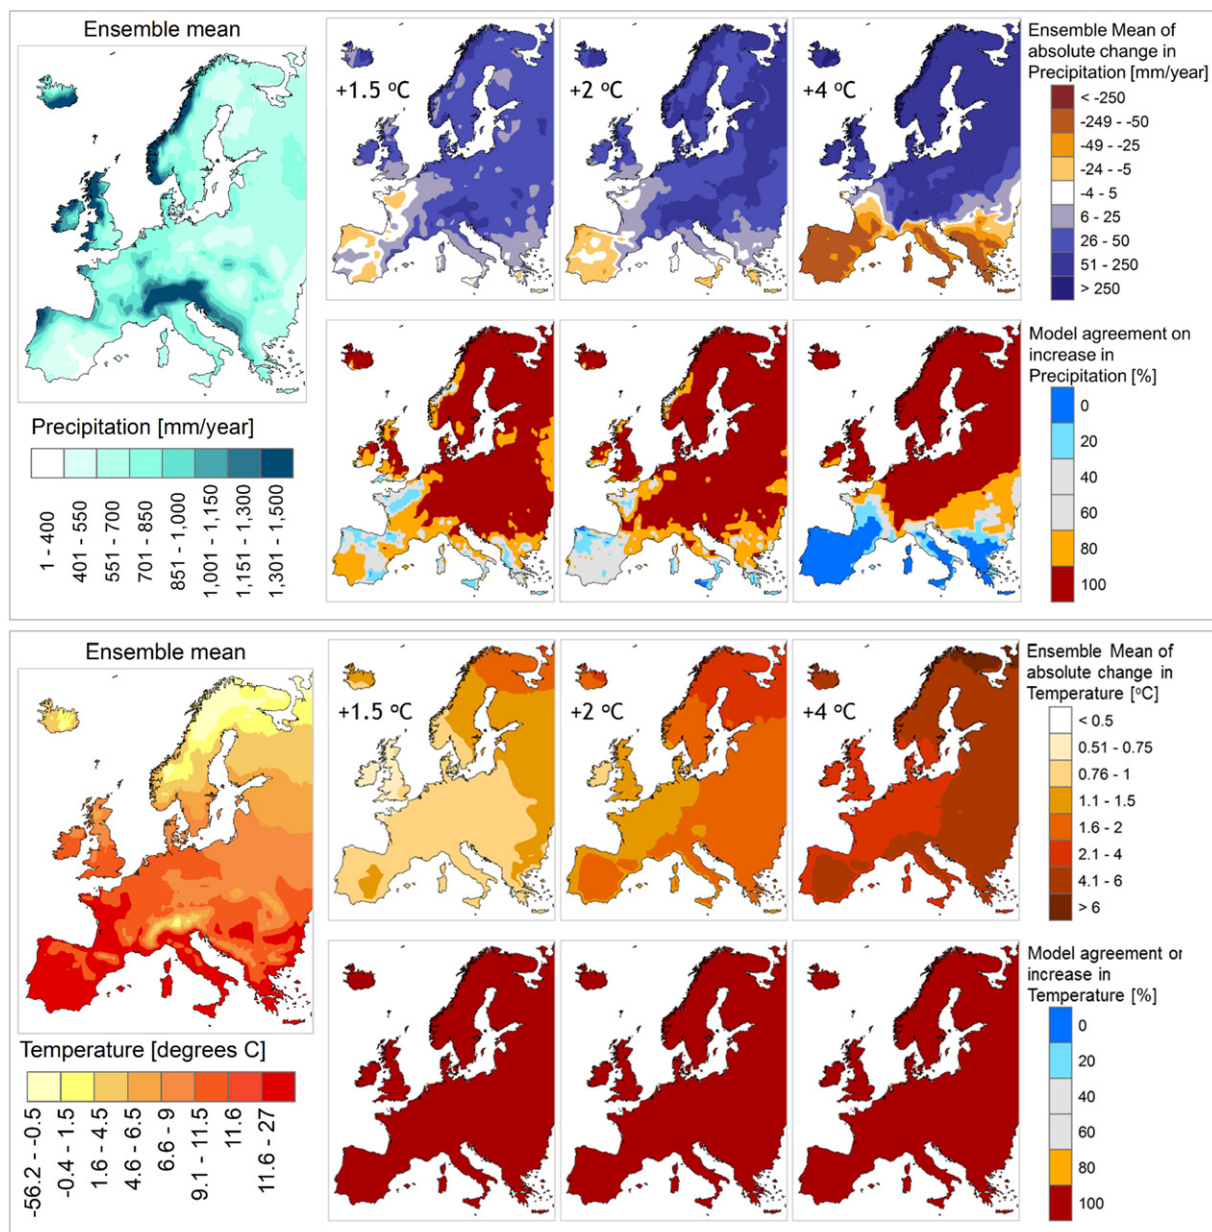 Ensemble mean
+1.5 °C
+2 °C
+4 °C
Ensemble Mean of
absolute change in
Precipitation [mm/year]
< -250
-249 - -50
-49 - -25
-24 - -5
-4 - 5
6 - 25
26 - 50
51 - 250
> 250
Model agreement on
increase in
Precipitation [%]
0
20
40
60
80
100
Precipitation [mm/year]
1 - 400
401 - 550
551 - 700
701 - 850
851 - 1,000
1,001 - 1,150
1,151 - 1,300
1,301 - 1,500
Ensemble mean
+1.5 °C
+2 °C
+4 °C
Ensemble Mean of
absolute change in
Temperature [°C]
< 0.5
0.51 - 0.75
0.76 - 1
1.1 - 1.5
1.6 - 2
2.1 - 4
4.1 - 6
> 6
Model agreement or
increase in
Temperature [%]
0
20
40
60
80
100
Temperature [degrees C]
-56.2 - -0.5
-0.4 - 1.5
1.6 - 4.5
4.6 - 6.5
6.6 - 9
9.1 - 11.5
11.6
11.6 - 27